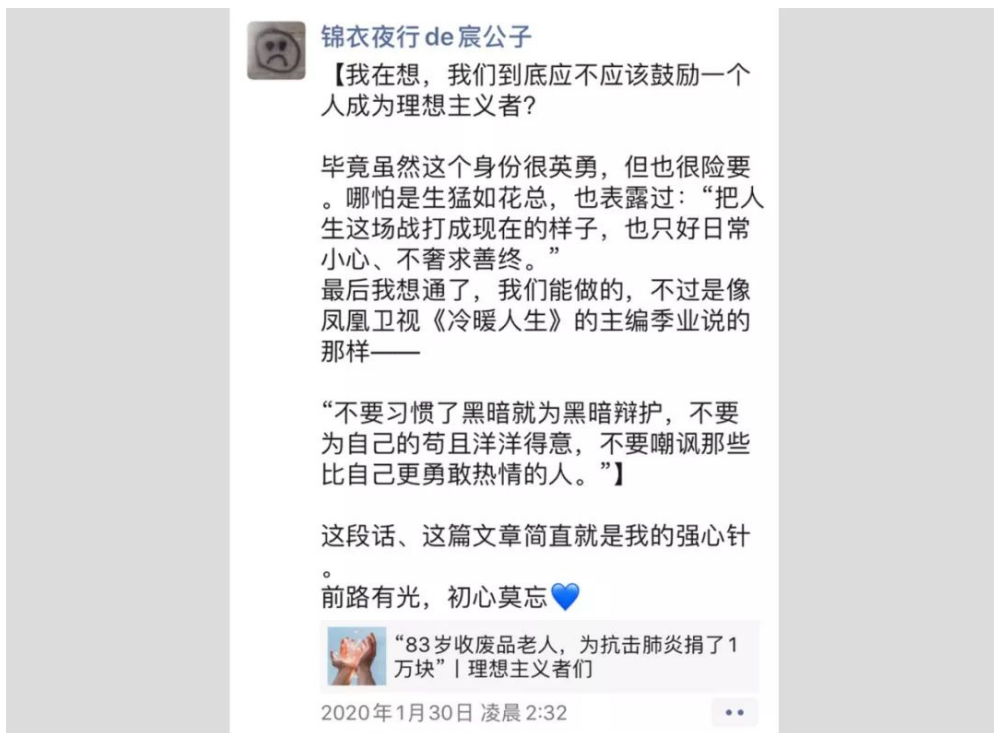 锦衣夜行de宸公子
【我在想，我们到底应不应该鼓励一个
人成为理想主义者？
毕竟虽然这个身份很英勇，但也很险要
。哪怕是生猛如花总，也表露过：“把人
生这场战打成现在的样子，也只好日常
小心、不奢求善终。”
最后我想通了，我们能做的，不过是像
凤凰卫视《冷暖人生》的主编季业说的
那样——
“不要习惯了黑暗就为黑暗辩护，不要
为自己的苟且洋洋得意，不要嘲讽那些
比自己更勇敢热情的人。”】
这段话、这篇文章简直就是我的强心针
。
前路有光，初心莫忘💙
“83岁收废品老人，为抗击肺炎捐了1
万块”丨理想主义者们
2020年1月30日 凌晨2:32